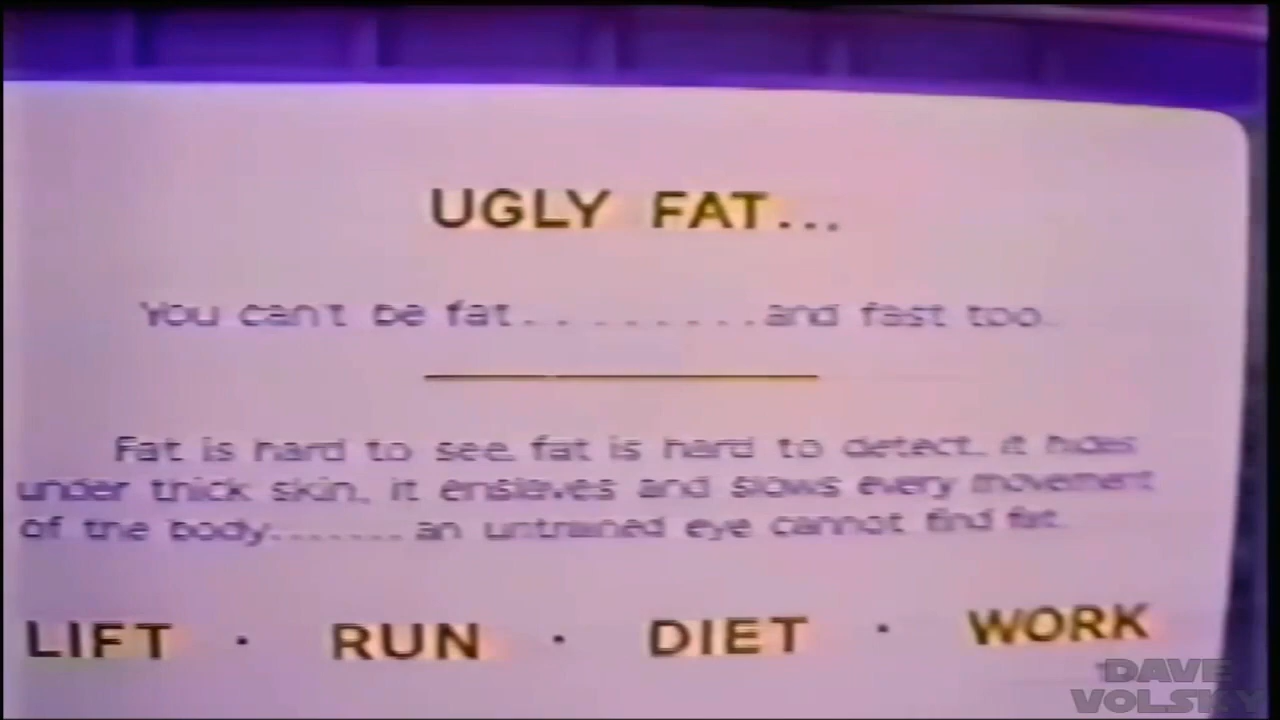 UGLY FAT...
You can't be fat.. .......and fast too.
Fat is hard to see. fat is hard to detect. it hides
under thick skin. it enslaves and slows every movement
of the body.......an untrained eye cannot find fat.
LIFT · RUN · DIET · WORK
DAVE
VOLSKY